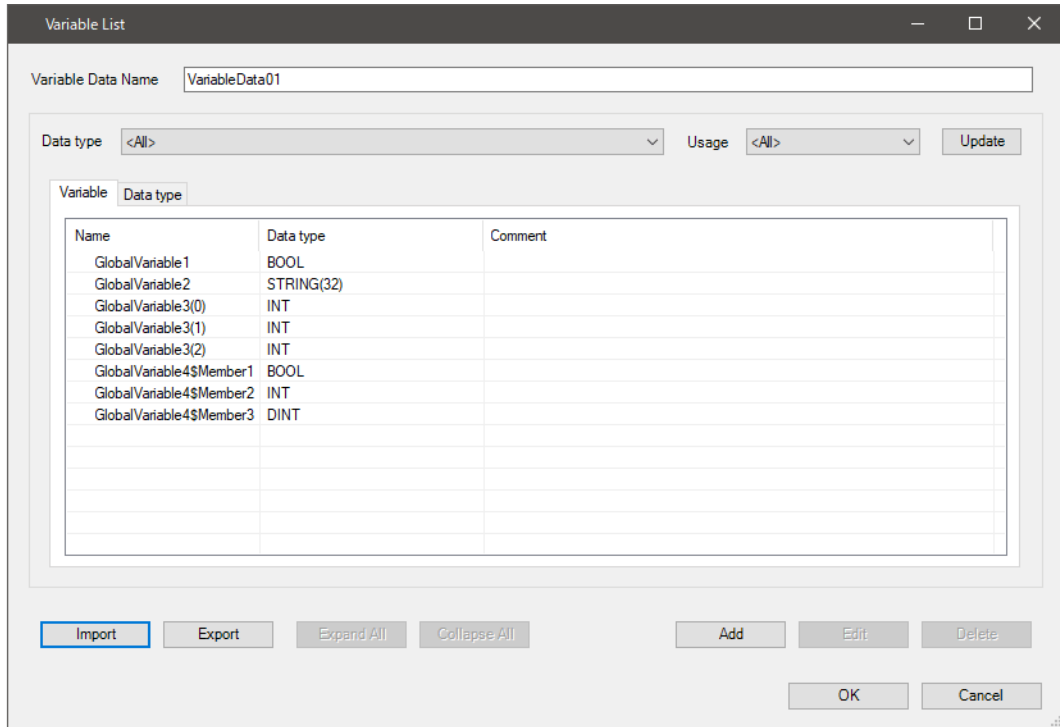 Variable List
Variable Data Name VariableData01
Data type <All> Usage <All> Update
Variable Data type
Name Data type Comment
GlobalVariable1 BOOL
GlobalVariable2 STRING(32)
GlobalVariable3(0) INT
GlobalVariable3(1) INT
GlobalVariable3(2) INT
GlobalVariable4$Member1 BOOL
GlobalVariable4$Member2 INT
GlobalVariable4$Member3 DINT
Import Export Expand All Collapse All Add Edit Delete
OK Cancel